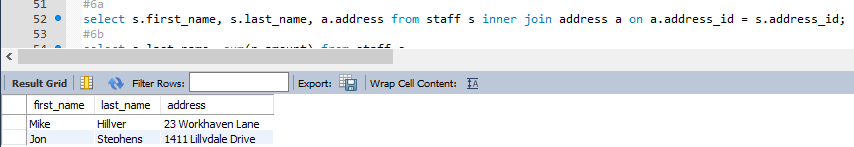 51 #6a
52 select s.first_name, s.last_name, a.address from staff s inner join address a on a.address_id = s.address_id;
53 #6b
54 select s.last_name, sum(p.amount) from staff s
Result Grid Filter Rows: Export: Wrap Cell Content: IA
first_name last_name address
Mike Hillyer 23 Workhaven Lane
Jon Stephens 1411 Lillydale Drive